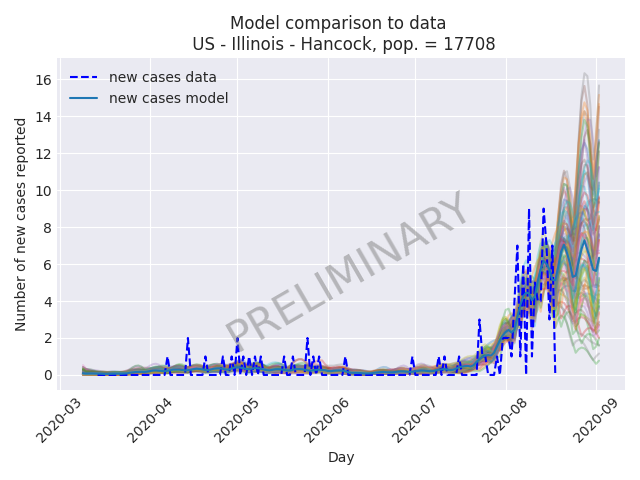 Model comparison to data
US - Illinois - Hancock, pop. = 17708
new cases data
new cases model
PRELIMINARY
Number of new cases reported
16
14
12
10
8
6
4
2
0
2020-03
2020-04
2020-05
2020-06
2020-07
2020-08
2020-09
Day